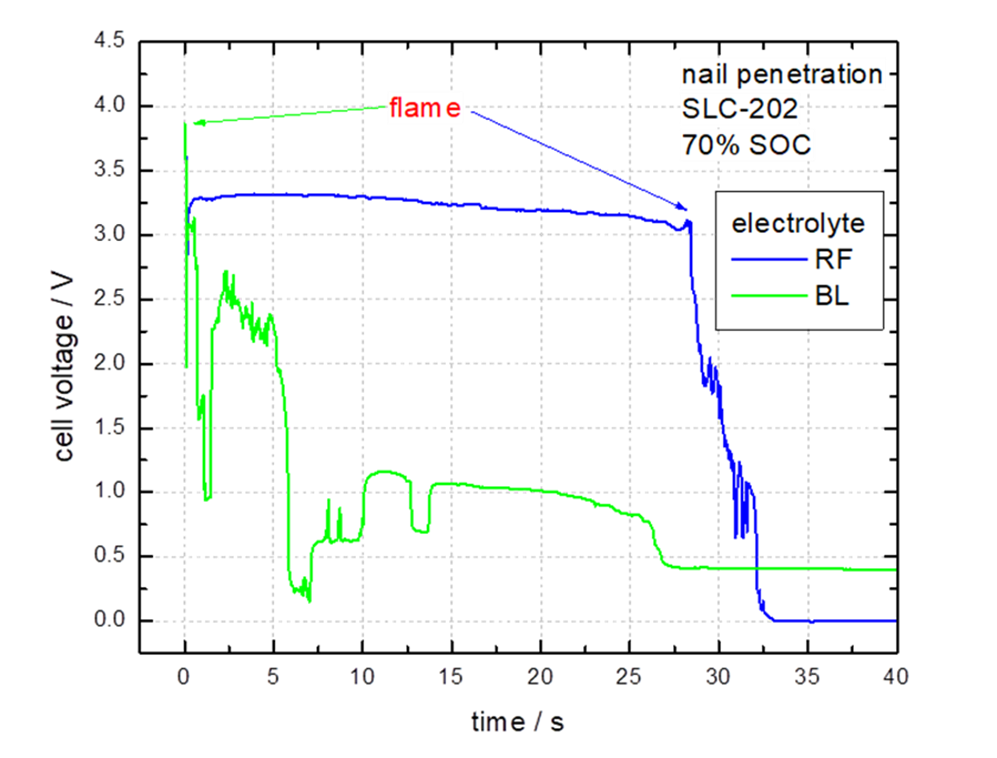 4.5
4.0
3.5
3.0
2.5
2.0
1.5
1.0
0.5
0.0
cell voltage / V
flame
nail penetration
SLC-202
70% SOC
electrolyte
RF
BL
0 5 10 15 20 25 30 35 40
time / s